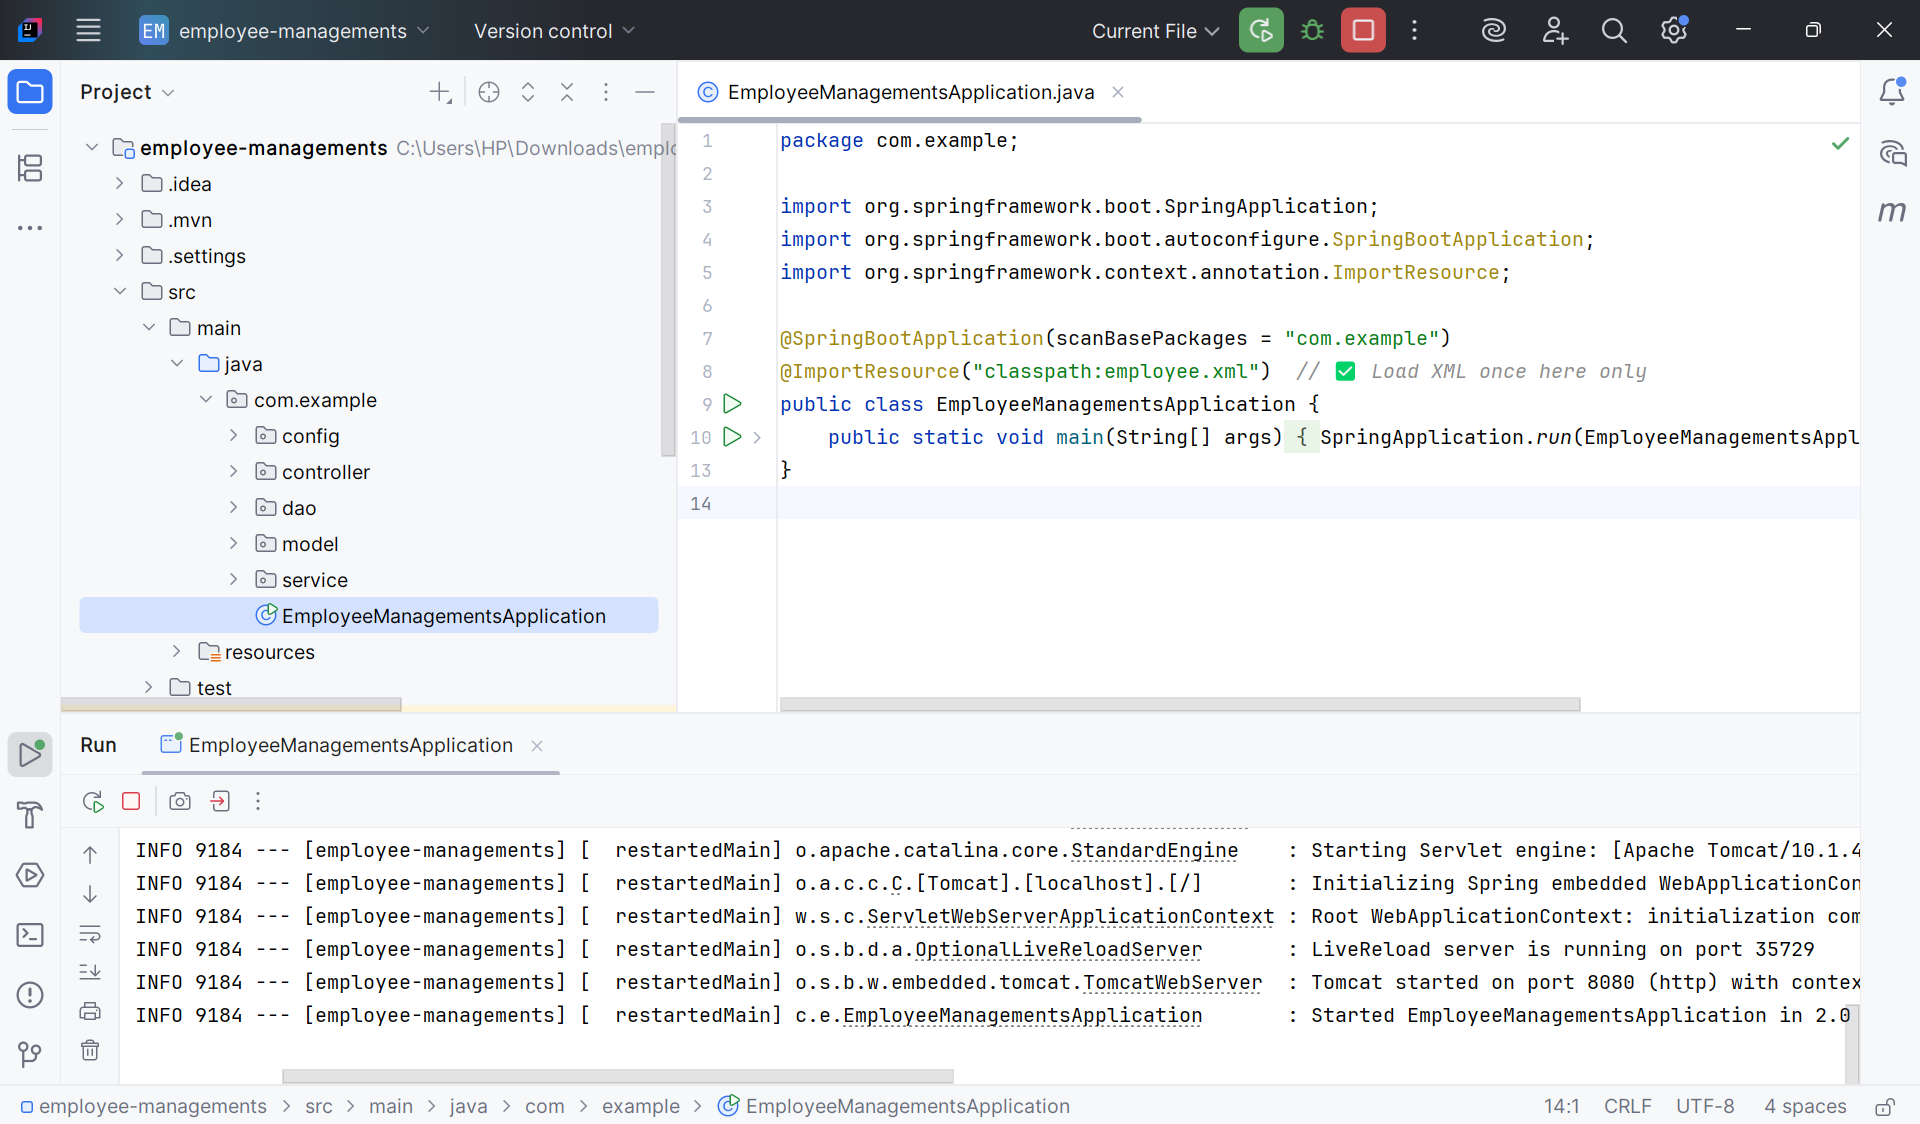 EM employee-managements Version control Current File
Project
employee-managements C:\Users\HP\Downloads\emplo
.idea
.mvn
.settings
src
main
java
com.example
config
controller
dao
model
service
EmployeeManagementsApplication
resources
test
EmployeeManagementsApplication.java
1 package com.example;
2
3 import org.springframework.boot.SpringApplication;
4 import org.springframework.boot.autoconfigure.SpringBootApplication;
5 import org.springframework.context.annotation.ImportResource;
6
7 @SpringBootApplication(scanBasePackages = "com.example")
8 @ImportResource("classpath:employee.xml") // ✅ Load XML once here only
9 public class EmployeeManagementsApplication {
10 public static void main(String[] args) { SpringApplication.run(EmployeeManagementsAppl
13 }
14
m
Run EmployeeManagementsApplication
INFO 9184 --- [employee-managements] [  restartedMain] o.apache.catalina.core.StandardEngine : Starting Servlet engine: [Apache Tomcat/10.1.4
INFO 9184 --- [employee-managements] [  restartedMain] o.a.c.c.C.[Tomcat].[localhost].[/] : Initializing Spring embedded WebApplicationCon
INFO 9184 --- [employee-managements] [  restartedMain] w.s.c.ServletWebServerApplicationContext : Root WebApplicationContext: initialization com
INFO 9184 --- [employee-managements] [  restartedMain] o.s.b.d.a.OptionalLiveReloadServer : LiveReload server is running on port 35729
INFO 9184 --- [employee-managements] [  restartedMain] o.s.b.w.embedded.tomcat.TomcatWebServer : Tomcat started on port 8080 (http) with contex
INFO 9184 --- [employee-managements] [  restartedMain] c.e.EmployeeManagementsApplication : Started EmployeeManagementsApplication in 2.0
employee-managements > src > main > java > com > example > EmployeeManagementsApplication 14:1 CRLF UTF-8 4 spaces